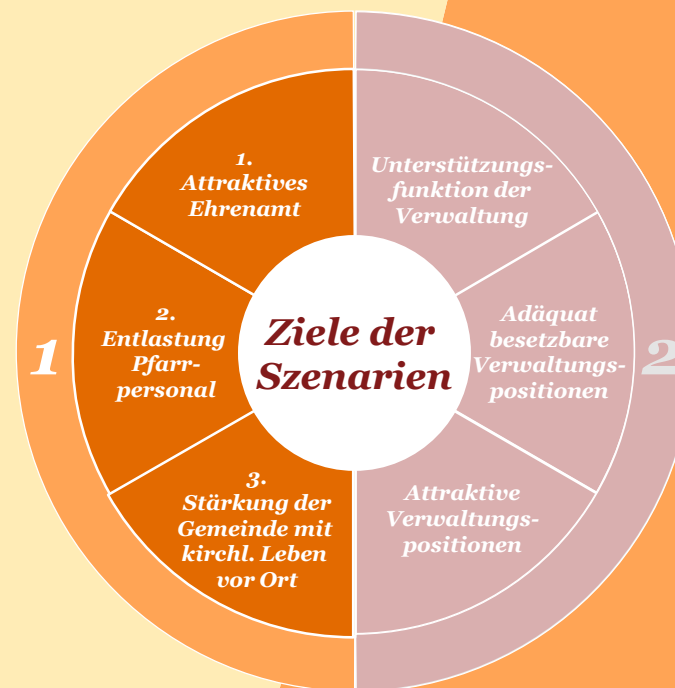 1.
Attraktives
Ehrenamt
Unterstützungs-
funktion der
Verwaltung
2.
Entlastung
Pfarr-
personal
1
Ziele der
Szenarien
Adäquat
besetzbare
Verwaltungs-
positionen
2
3.
Stärkung der
Gemeinde mit
kirchl. Leben
vor Ort
Attraktive
Verwaltungs-
positionen